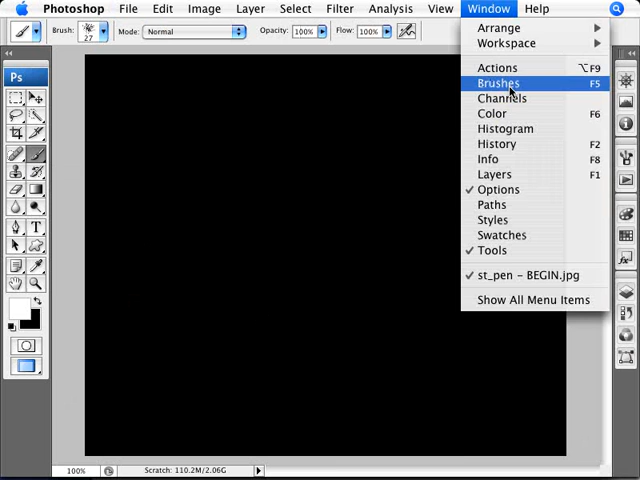 Photoshop File Edit Image Layer Select Filter Analysis View Window Help
Brush: 27 Mode: Normal Opacity: 100% Flow: 100%
Arrange
Workspace
Actions ⌥F9
Brushes F5
Channels
Color F6
Histogram
History F2
Info F8
Layers F1
✓ Options
Paths
Styles
Swatches
✓ Tools
✓ st_pen – BEGIN.jpg
Show All Menu Items
Ps
T
100% Scratch: 110.2M/2.06G